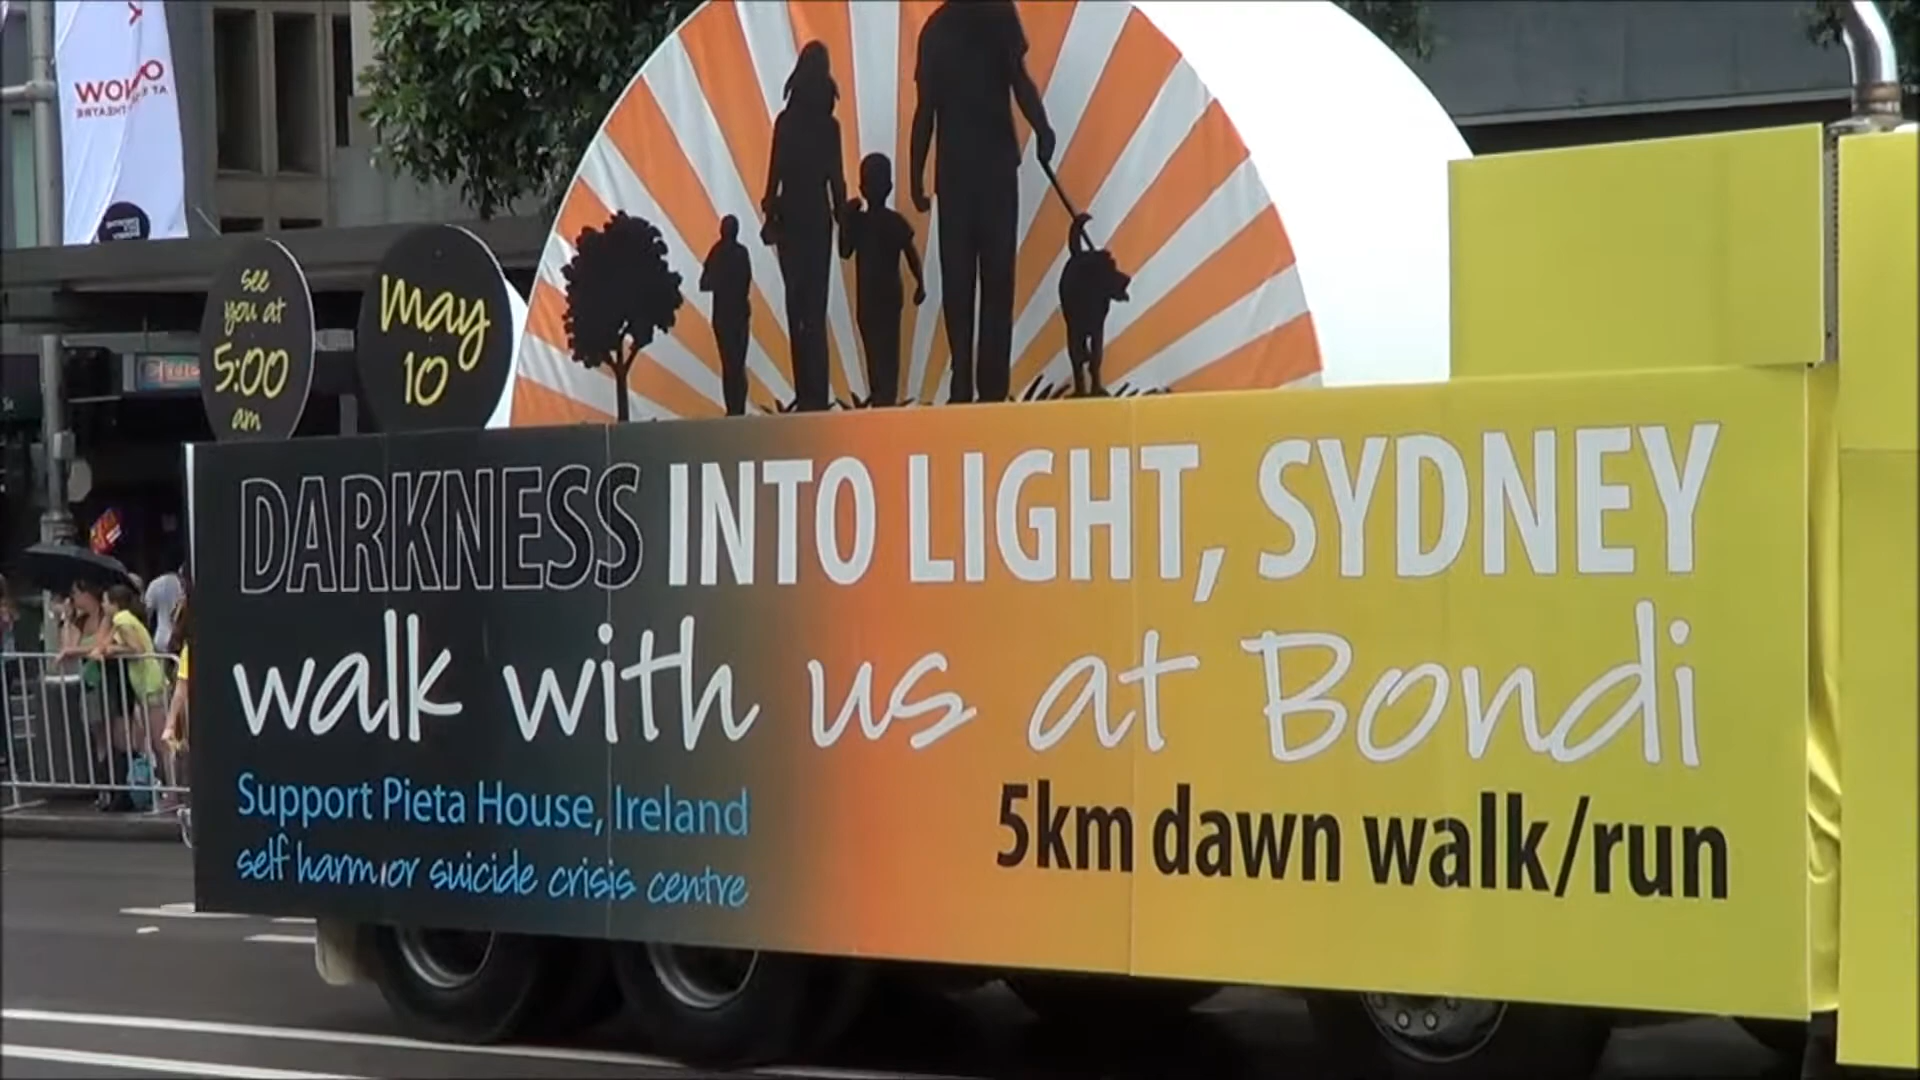 see
you at
5:00
am
May
10
DARKNESS INTO LIGHT, SYDNEY
walk with us at Bondi
Support Pieta House, Ireland
self harm or suicide crisis centre
5km dawn walk/run